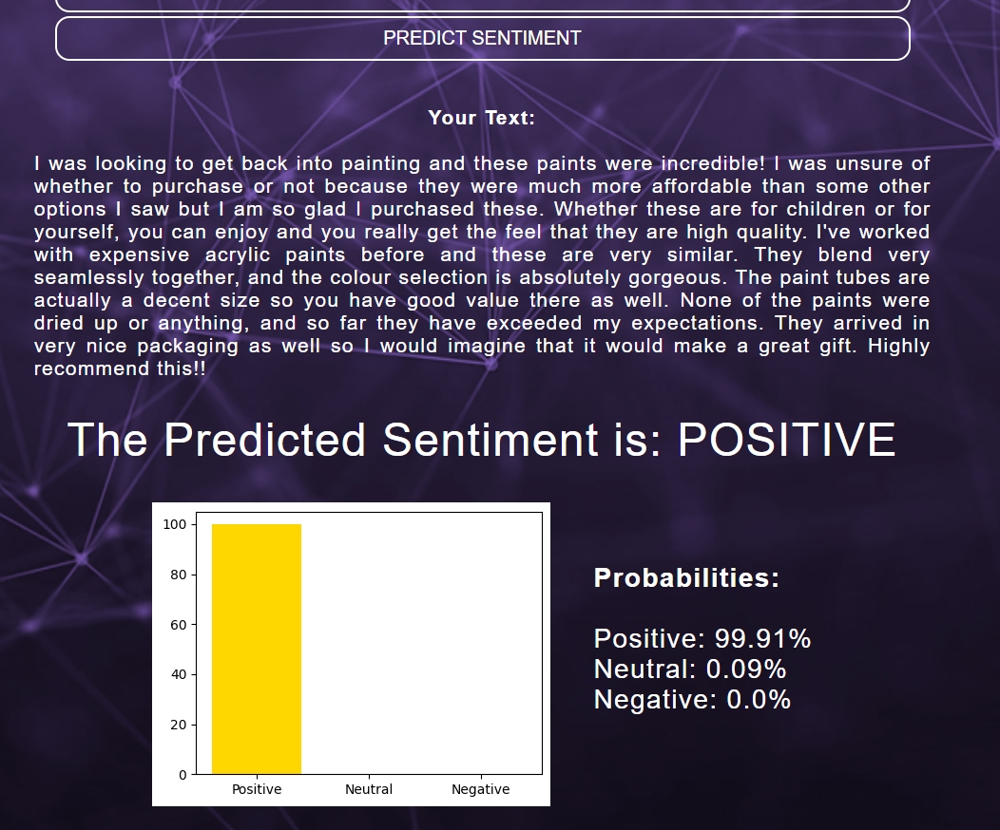 PREDICT SENTIMENT
Your Text:
I was looking to get back into painting and these paints were incredible! I was unsure of
whether to purchase or not because they were much more affordable than some other
options I saw but I am so glad I purchased these. Whether these are for children or for
yourself, you can enjoy and you really get the feel that they are high quality. I've worked
with expensive acrylic paints before and these are very similar. They blend very
seamlessly together, and the colour selection is absolutely gorgeous. The paint tubes are
actually a decent size so you have good value there as well. None of the paints were
dried up or anything, and so far they have exceeded my expectations. They arrived in
very nice packaging as well so I would imagine that it would make a great gift. Highly
recommend this!!
The Predicted Sentiment is: POSITIVE
100
80
60
40
20
0
Positive Neutral Negative
Probabilities:
Positive: 99.91%
Neutral: 0.09%
Negative: 0.0%